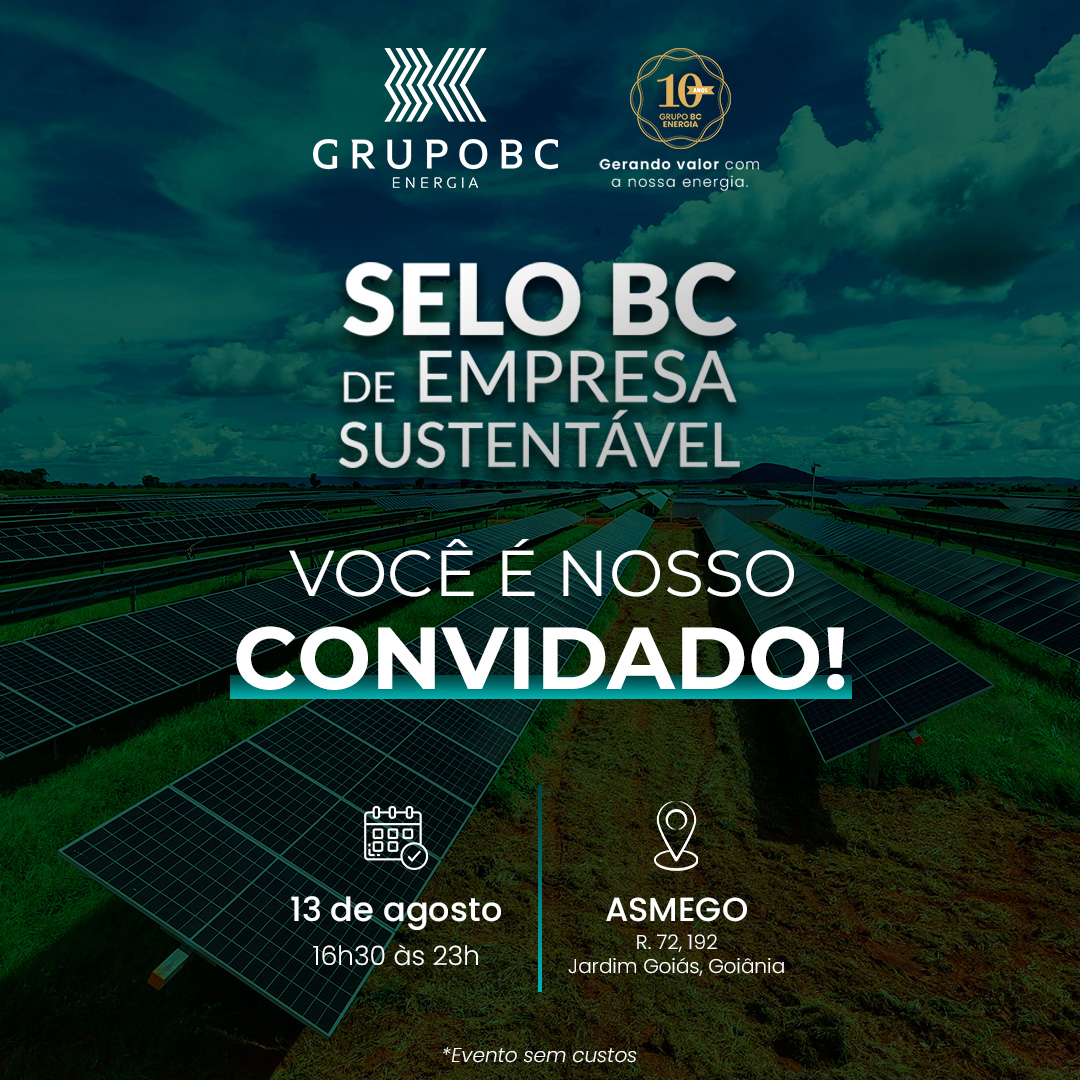 GRUPOBC
ENERGIA
10 ANOS
GRUPO BC
ENERGIA
Gerando valor com
a nossa energia.
SELO BC
DE EMPRESA
SUSTENTÁVEL
VOCÊ É NOSSO
CONVIDADO!
13 de agosto
16h30 às 23h
ASMEGO
R. 72, 192
Jardim Goiás, Goiânia
*Evento sem custos